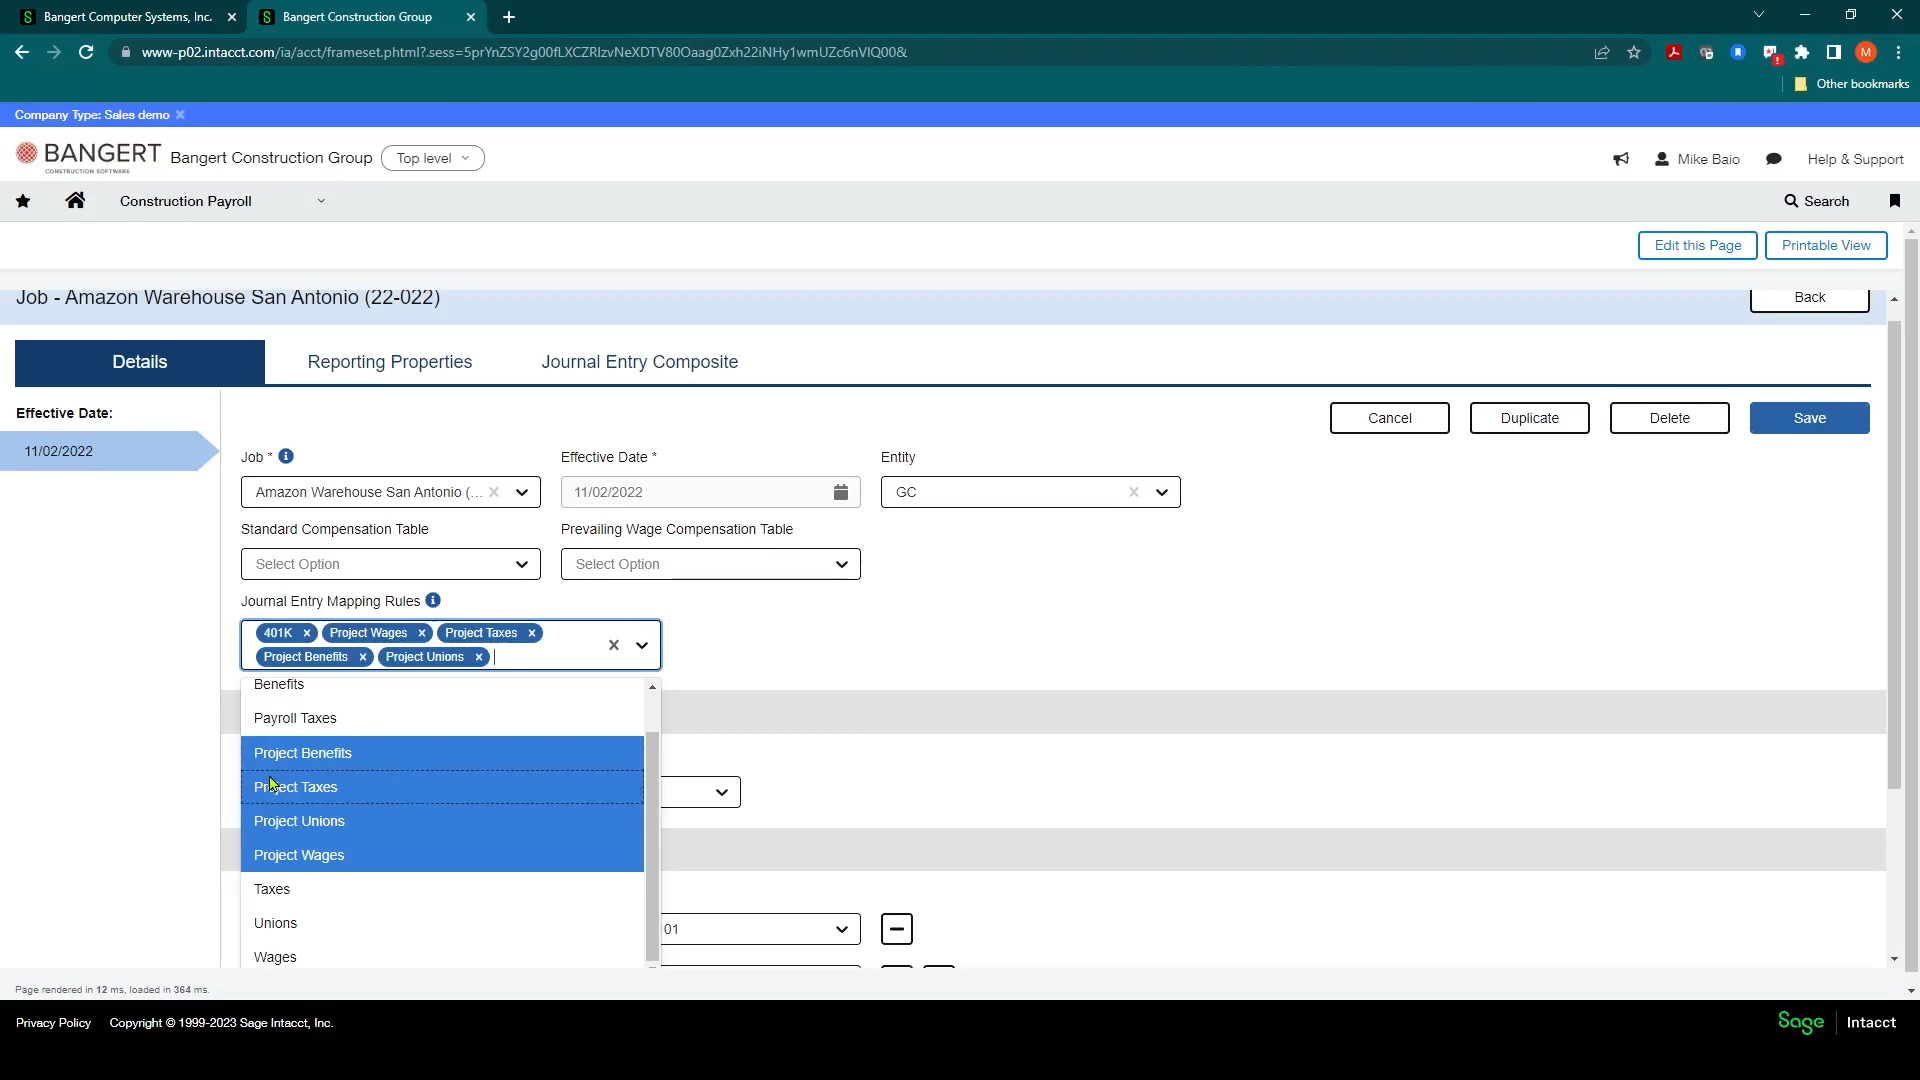 Bangert Computer Systems, Inc.
Bangert Construction Group
www-p02.intacct.com/ia/acct/frameset.phtml?.sess=5prYnZSY2g00fLXCZRIzvNeXDTV80Oaag0Zxh22iNHy1wmUZc6nVIQ00&
M
Other bookmarks
Company Type: Sales demo
BANGERT
CONSTRUCTION SOFTWARE
Bangert Construction Group
Top level
Mike Baio
Help & Support
Construction Payroll
Search
Edit this Page
Printable View
Job - Amazon Warehouse San Antonio (22-022)
Back
Details
Reporting Properties
Journal Entry Composite
Effective Date:
11/02/2022
Cancel
Duplicate
Delete
Save
Job *
Effective Date *
Entity
Amazon Warehouse San Antonio (...
11/02/2022
GC
Standard Compensation Table
Prevailing Wage Compensation Table
Select Option
Select Option
Journal Entry Mapping Rules
401K
Project Wages
Project Taxes
Project Benefits
Project Unions
Benefits
Payroll Taxes
Project Benefits
Project Taxes
Project Unions
Project Wages
Taxes
Unions
Wages
01
Page rendered in 12 ms, loaded in 364 ms.
Privacy Policy
Copyright © 1999-2023 Sage Intacct, Inc.
Sage
Intacct